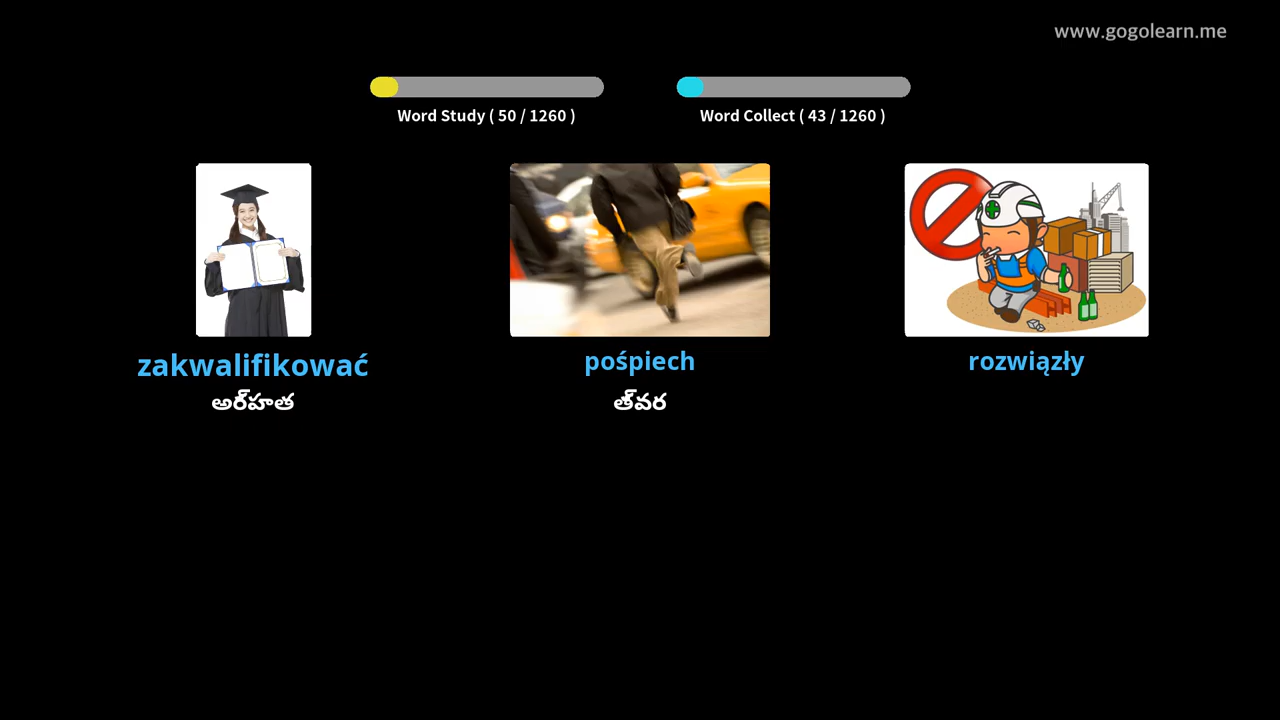 www.gogolearn.me
Word Study ( 50 / 1260 )
Word Collect ( 43 / 1260 )
zakwalifikować
pośpiech
rozwiązły
అర్హత
త్వర